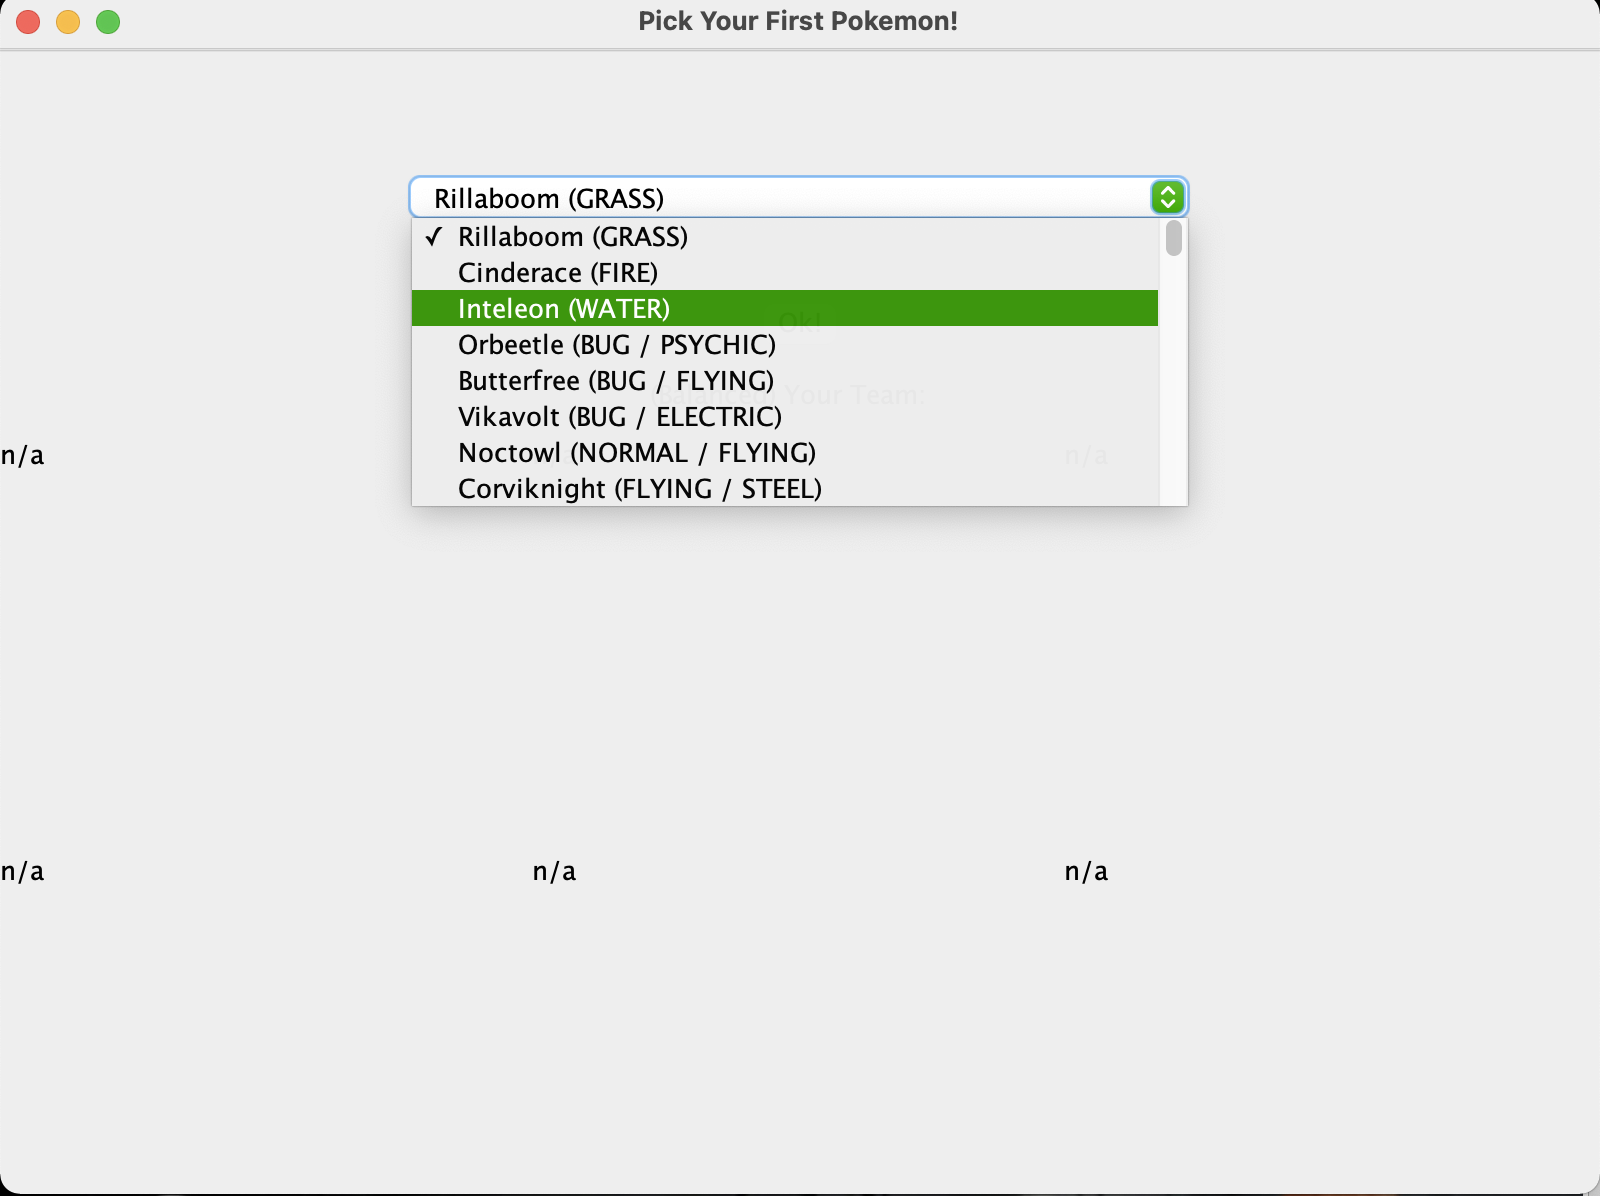 Pick Your First Pokemon!
Rillaboom (GRASS)
✓ Rillaboom (GRASS)
Cinderace (FIRE)
Inteleon (WATER)
Ok!
Orbeetle (BUG / PSYCHIC)
Butterfree (BUG / FLYING)
(Balanced) Your Team:
Vikavolt (BUG / ELECTRIC)
Noctowl (NORMAL / FLYING)
n/a n/a
Corviknight (FLYING / STEEL)
n/a n/a n/a